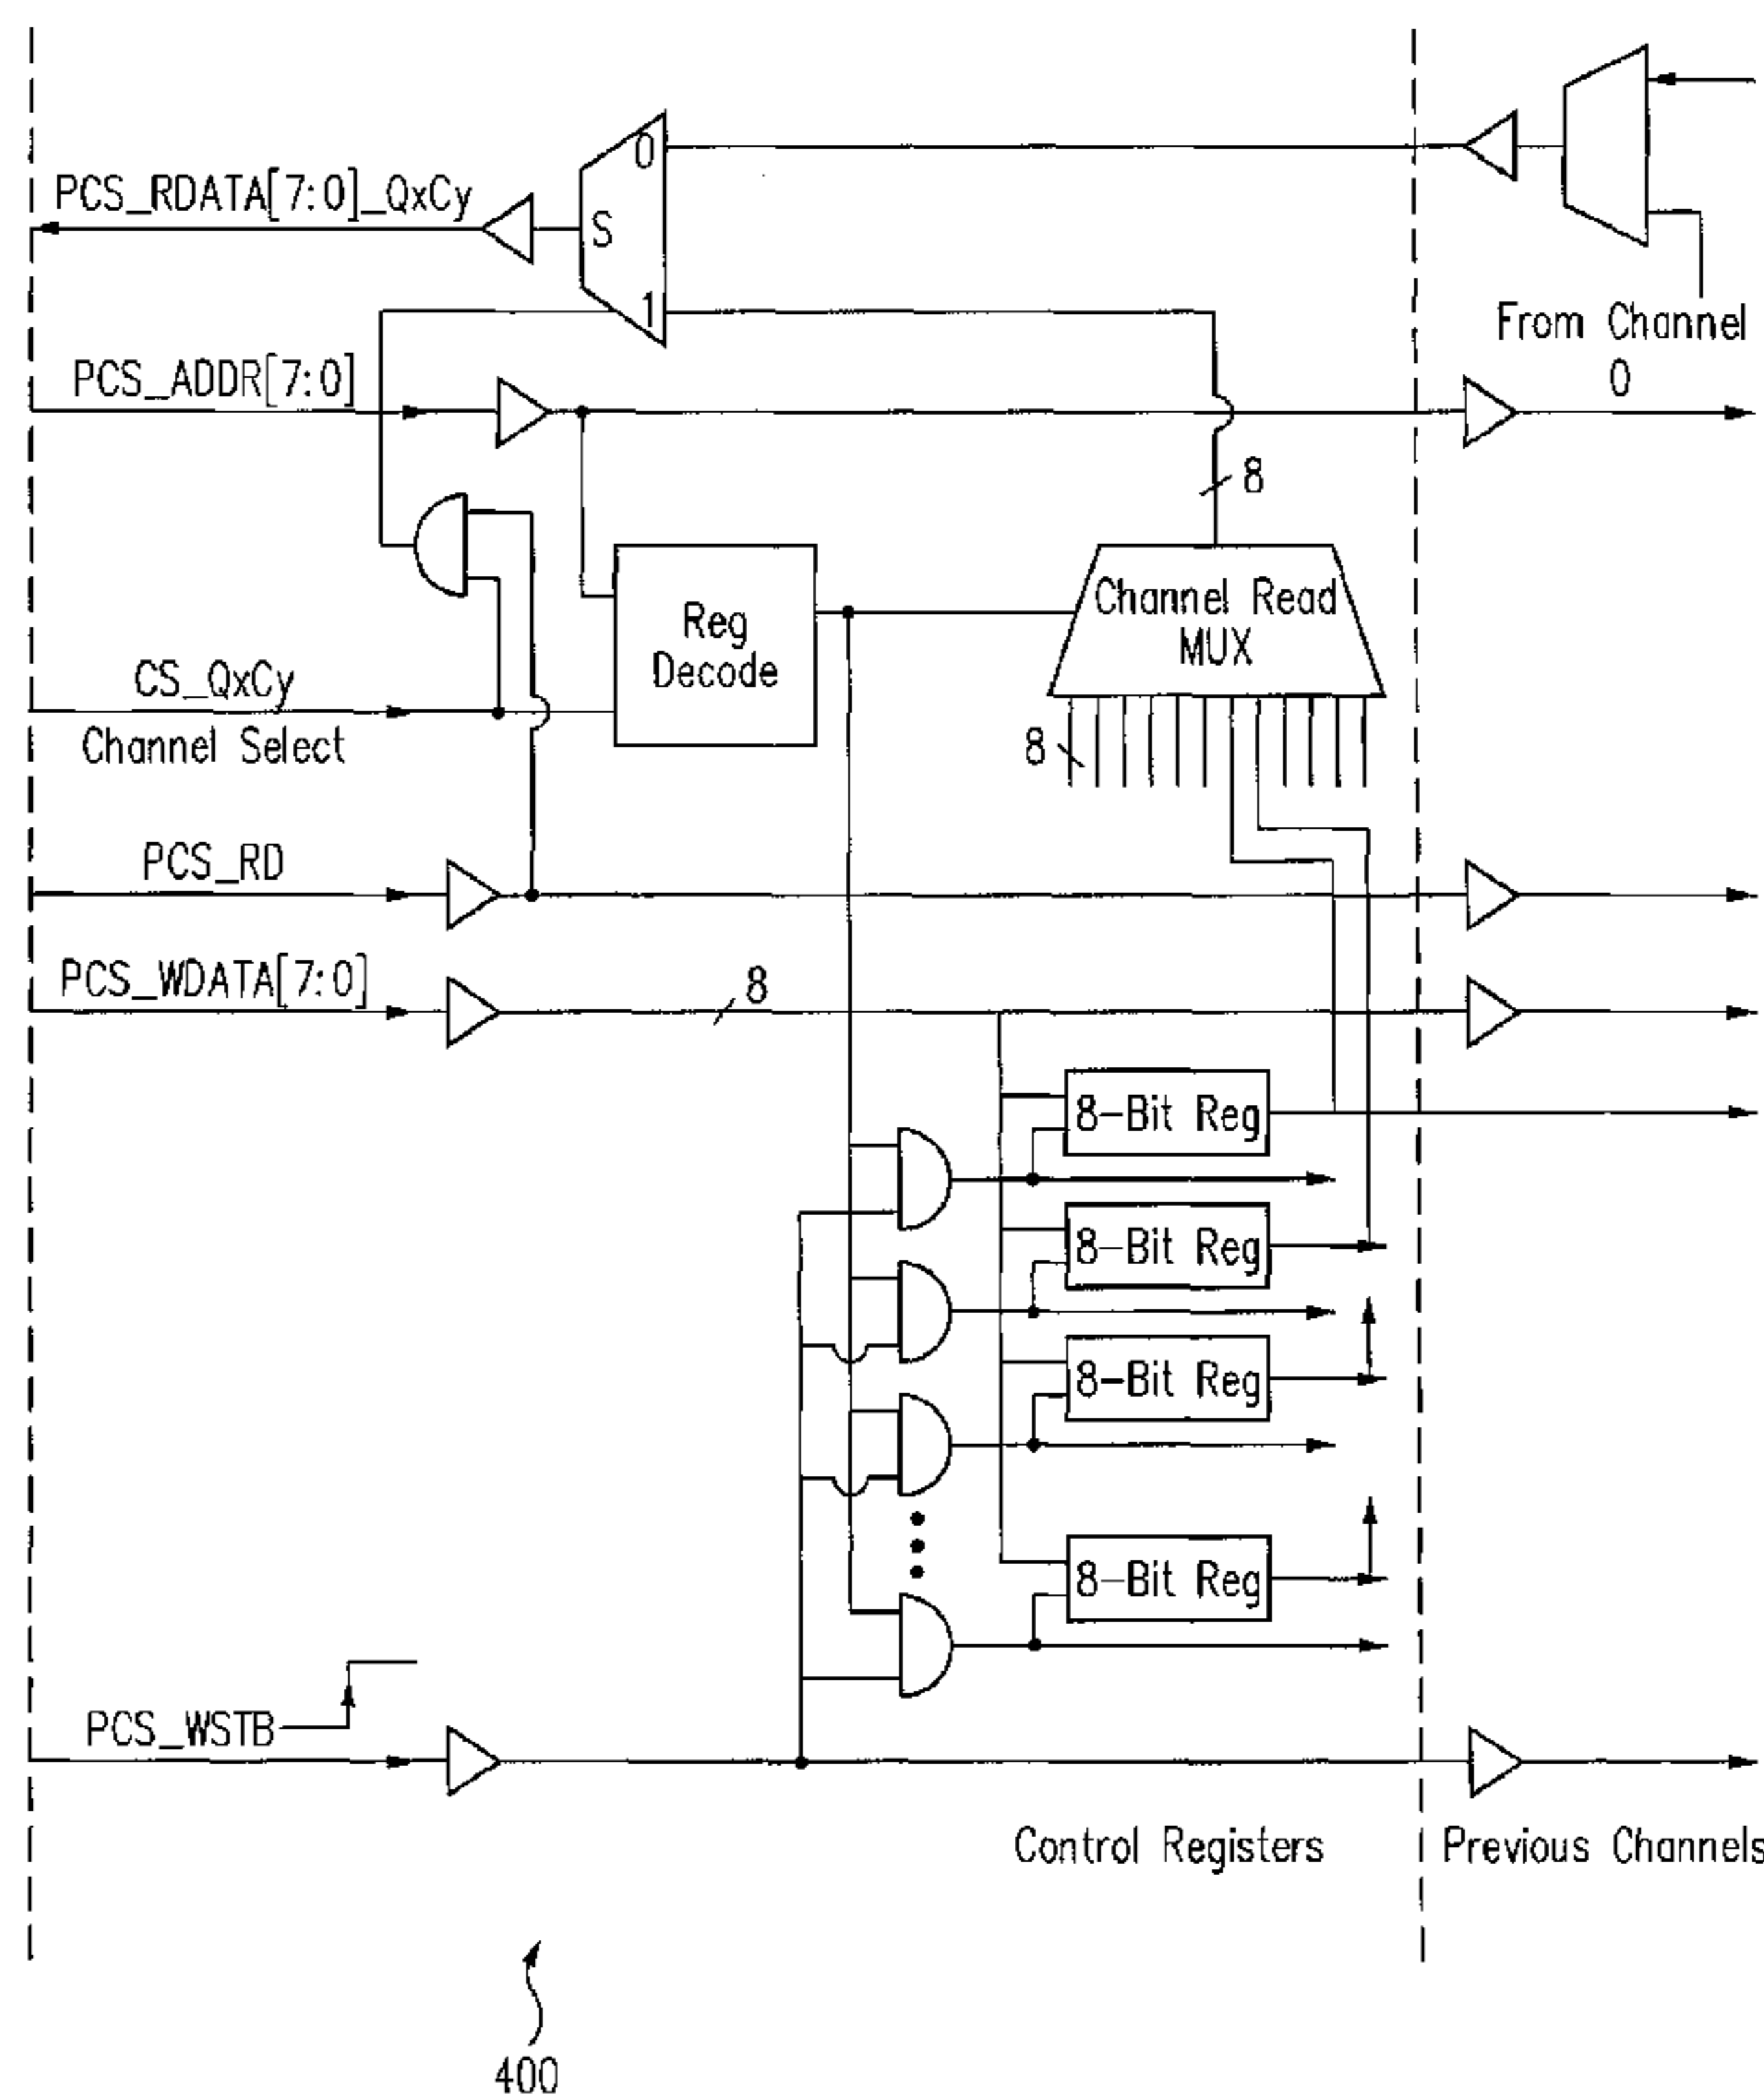 0
PCS_RDATA[7:0]_QxCy
S
1
From Channel
0
PCS_ADDR[7:0]
8
Channel Read
MUX
Reg
Decode
CS_QxCy
Channel Select
8
PCS_RD
PCS_WDATA[7:0]
8
8-Bit Reg
8-Bit Reg
8-Bit Reg
8-Bit Reg
PCS_WSTB
Control Registers
Previous Channels
400